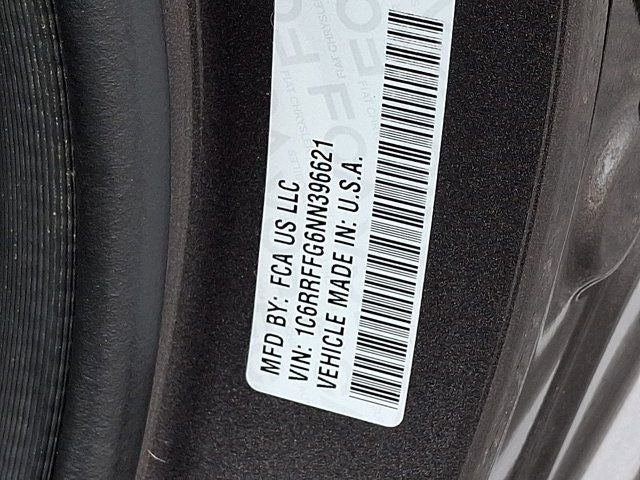 MFD BY: FCA US LLC
VIN: 1C6RRFFG6NN396621
VEHICLE MADE IN: U.S.A.